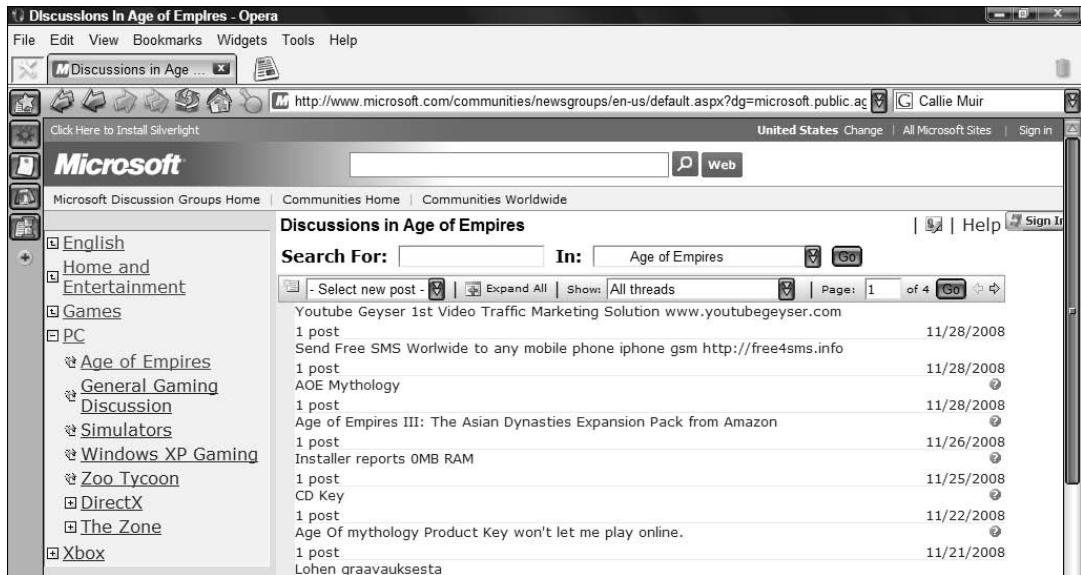 Discussions in Age of Empires - Opera
File Edit View Bookmarks Widgets Tools Help
Discussions in Age ...
http://www.microsoft.com/communities/newsgroups/en-us/default.aspx?dg=microsoft.public.ag Callie Muir
Click Here to Install Silverlight United States Change | All Microsoft Sites | Sign in
Microsoft Web
Microsoft Discussion Groups Home | Communities Home | Communities Worldwide
Discussions in Age of Empires | | Help Sign In
Search For: In: Age of Empires Go
- Select new post - | Expand All | Show: All threads | Page: 1 of 4 Go
English
Home and
Entertainment
Games
PC
Age of Empires
General Gaming
Discussion
Simulators
Windows XP Gaming
Zoo Tycoon
DirectX
The Zone
Xbox
Youtube Geyser 1st Video Traffic Marketing Solution www.youtubegeyser.com
1 post 11/28/2008
Send Free SMS Worlwide to any mobile phone iphone gsm http://free4sms.info
1 post 11/28/2008
AOE Mythology
1 post 11/28/2008
Age of Empires III: The Asian Dynasties Expansion Pack from Amazon
1 post 11/26/2008
Installer reports 0MB RAM
1 post 11/25/2008
CD Key
1 post 11/22/2008
Age Of mythology Product Key won't let me play online.
1 post 11/21/2008
Lohen graavauksesta